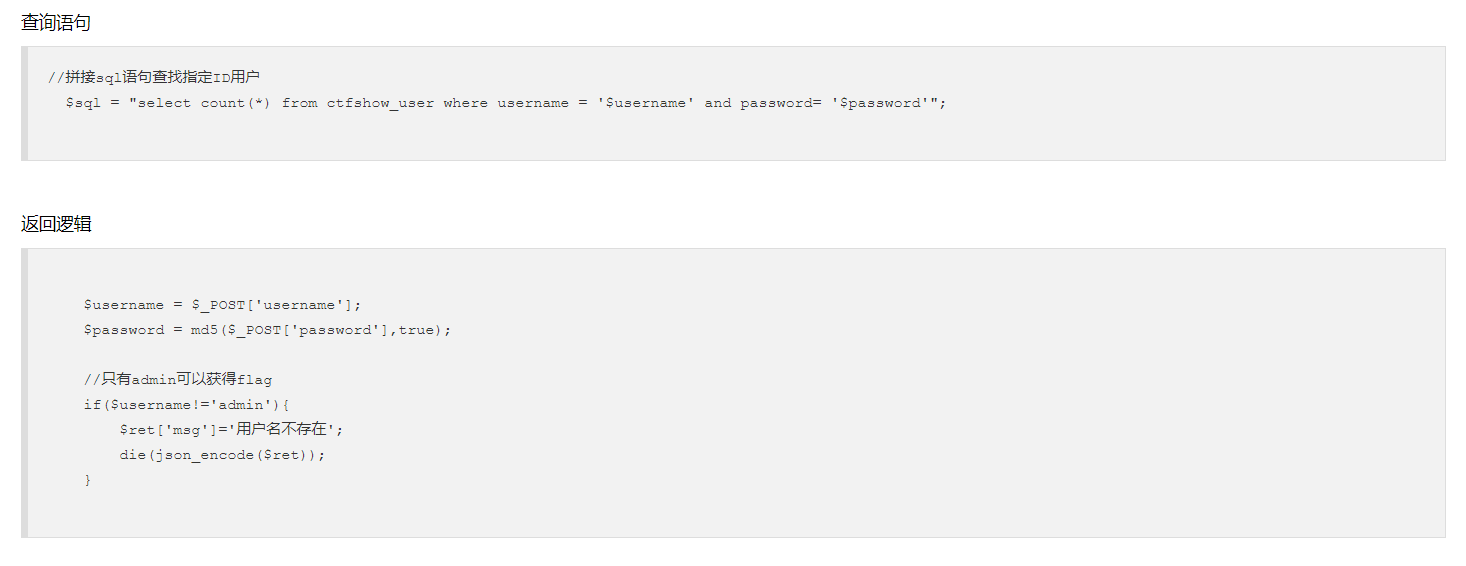 查询语句
//拼接sql语句查找指定ID用户
$sql = "select count(*) from ctfshow_user where username = '$username' and password= '$password'";
返回逻辑
$username = $_POST['username'];
$password = md5($_POST['password'],true);
//只有admin可以获得flag
if($username!='admin'){
$ret['msg']='用户名不存在';
die(json_encode($ret));
}